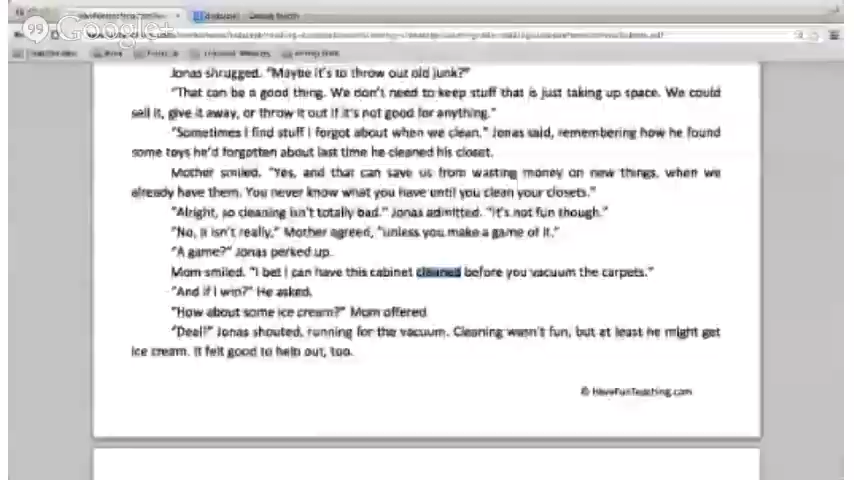 Google+
Jonas shrugged. "Maybe it's to throw out old junk?"
"That can be a good thing. We don't need to keep stuff that is just taking up space. We could
sell it, give it away, or throw it out if it's not good for anything."
"Sometimes I find stuff I forgot about when we clean." Jonas said, remembering how he found
some toys he'd forgotten about last time he cleaned his closet.
Mother smiled. "Yes, and that can save us from wasting money on new things, when we
already have them. You never know what you have until you clean your closets."
"Alright, so cleaning isn't totally bad." Jonas admitted. "It's not fun though."
"No, it isn't really." Mother agreed, "unless you make a game of it."
"A game?" Jonas perked up.
Mom smiled. "I bet I can have this cabinet cleaned before you vacuum the carpets."
"And if I win?" He asked.
"How about some ice cream?" Mom offered
"Deal!" Jonas shouted, running for the vacuum. Cleaning wasn't fun, but at least he might get
ice cream. It felt good to help out, too.
© HaveFunTeaching.com